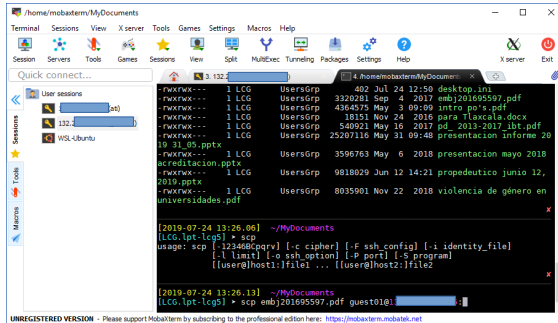 /home/mobaxterm/MyDocuments
Terminal Sessions View X server Tools Games Settings Macros Help
Session Servers Tools Games Sessions View Split MultiExec Tunneling Packages Settings Help X server Exit
Quick connect...
3. 132.2
4. /home/mobaxterm/MyDocum
User sessions
ati)
132.2
WSL-Ubuntu
Sessions
Tools
Macros
-rwxrwx--- 1 LCG UsersGrp 402 Jul 24 12:50 desktop.ini
-rwxrwx--- 1 LCG UsersGrp 3320281 Sep 4 2017 embj201695597.pdf
-rwxrwx--- 1 LCG UsersGrp 4364575 May 3 09:09 intro po's.pdf
-rwxrwx--- 1 LCG UsersGrp 18151 Nov 24 2016 para Tlaxcala.docx
-rwxrwx--- 1 LCG UsersGrp 540921 May 16 2017 pd_ 2013-2017_ibt.pdf
-rwxrwx--- 1 LCG UsersGrp 25207116 May 31 09:48 presentacion informe 20
19 31_05.pptx
-rwxrwx--- 1 LCG UsersGrp 3596763 May 6 2018 presentacion mayo 2018
acreditacion.pptx
-rwxrwx--- 1 LCG UsersGrp 9818029 Jun 12 14:21 propedeutico junio 12,
2019.pptx
-rwxrwx--- 1 LCG UsersGrp 8035901 Nov 22 2018 violencia de género en
universidades.pdf
[2019-07-24 13:26.06] ~/MyDocuments
[LCG.lpt-lcg5] ➤ scp
usage: scp [-12346BCpqrv] [-c cipher] [-F ssh_config] [-i identity_file]
[-l limit] [-o ssh_option] [-P port] [-S program]
[[user@]host1:]file1 ... [[user@]host2:]file2
[2019-07-24 13:26.13] ~/MyDocuments
[LCG.lpt-lcg5] ➤ scp embj201695597.pdf guest01@1
UNREGISTERED VERSION - Please support MobaXterm by subscribing to the professional edition here: https://mobaxterm.mobatek.net